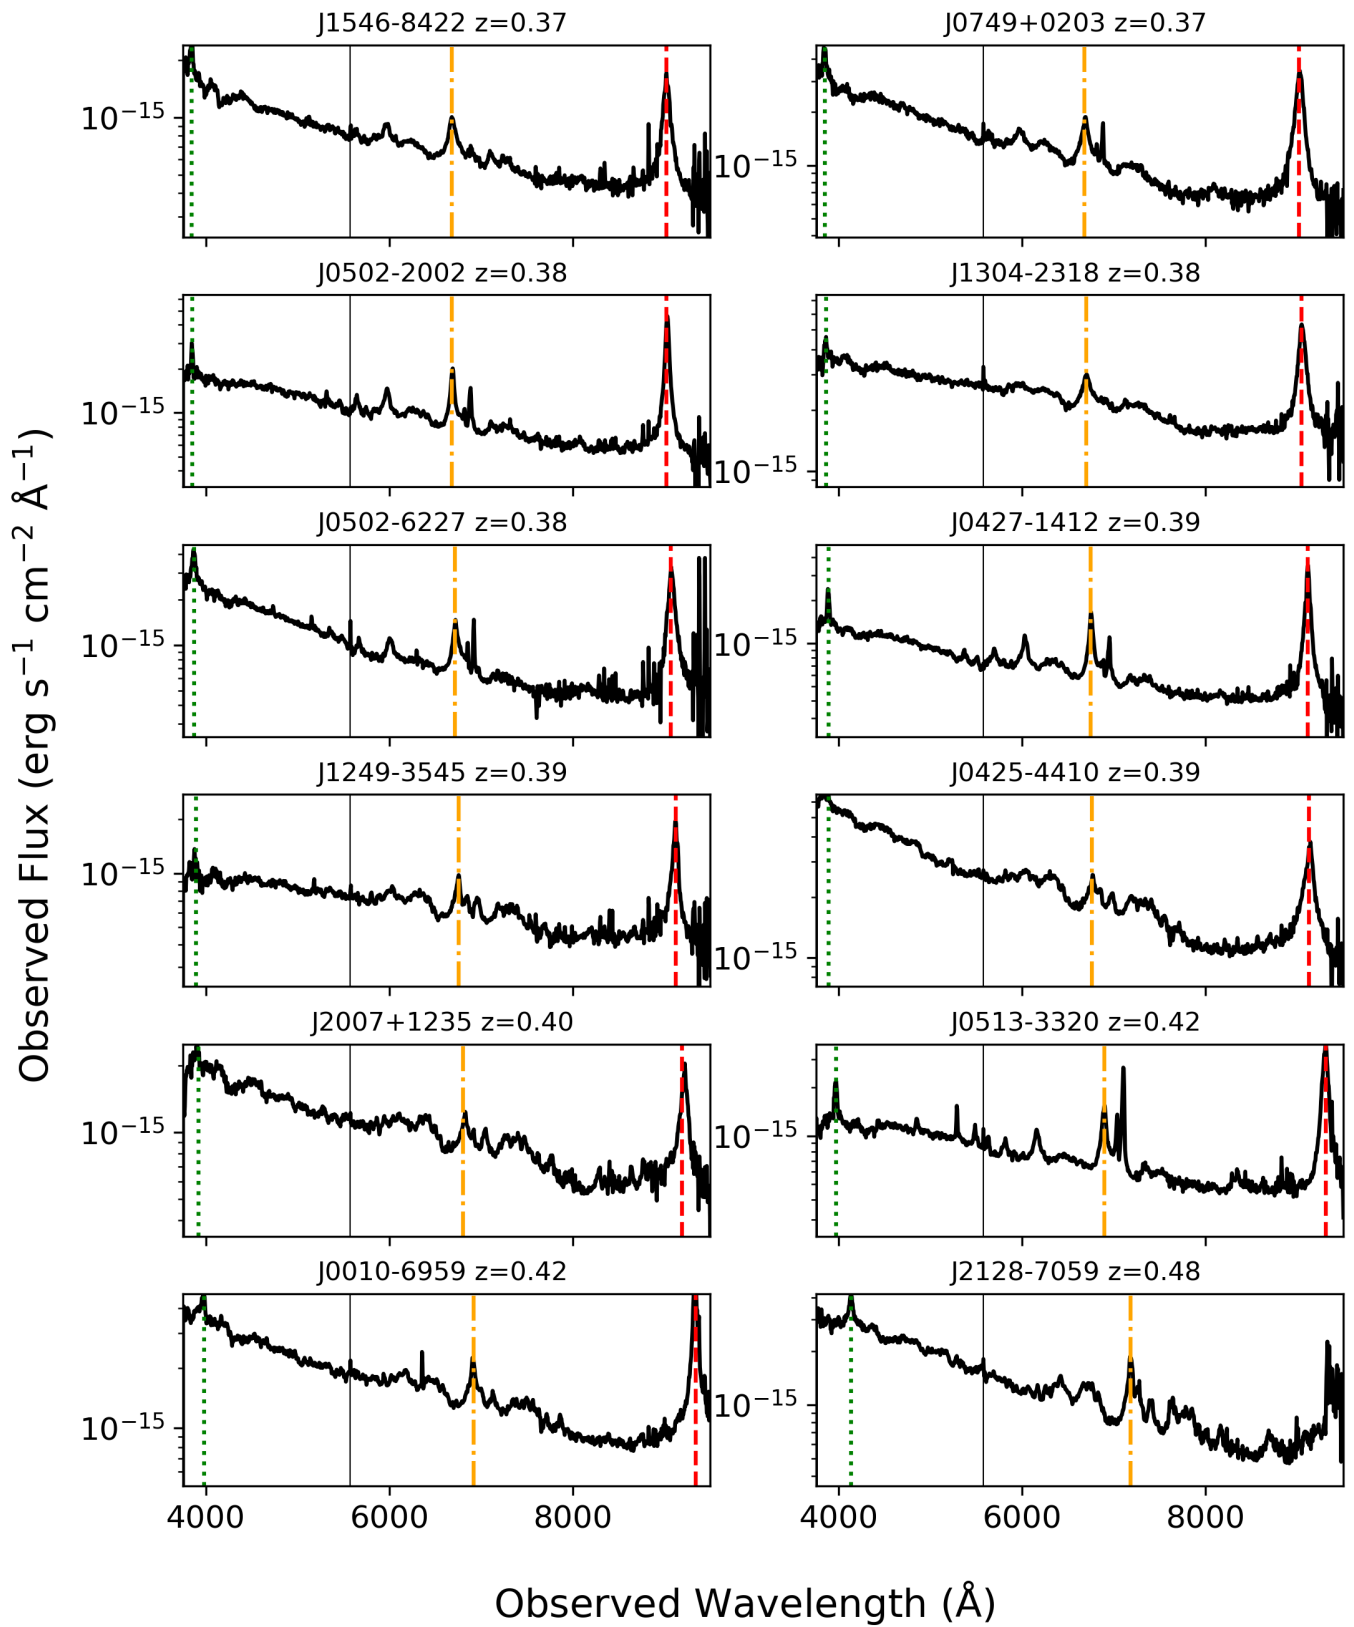 J1546-8422 z=0.37
J0749+0203 z=0.37
10⁻¹⁵
10⁻¹⁵
J0502-2002 z=0.38
J1304-2318 z=0.38
10⁻¹⁵
10⁻¹⁵
J0502-6227 z=0.38
J0427-1412 z=0.39
10⁻¹⁵
10⁻¹⁵
J1249-3545 z=0.39
J0425-4410 z=0.39
10⁻¹⁵
10⁻¹⁵
J2007+1235 z=0.40
J0513-3320 z=0.42
10⁻¹⁵
10⁻¹⁵
J0010-6959 z=0.42
J2128-7059 z=0.48
10⁻¹⁵
10⁻¹⁵
4000 6000 8000
4000 6000 8000
Observed Wavelength (Å)
Observed Flux (erg s⁻¹ cm⁻² Å⁻¹)